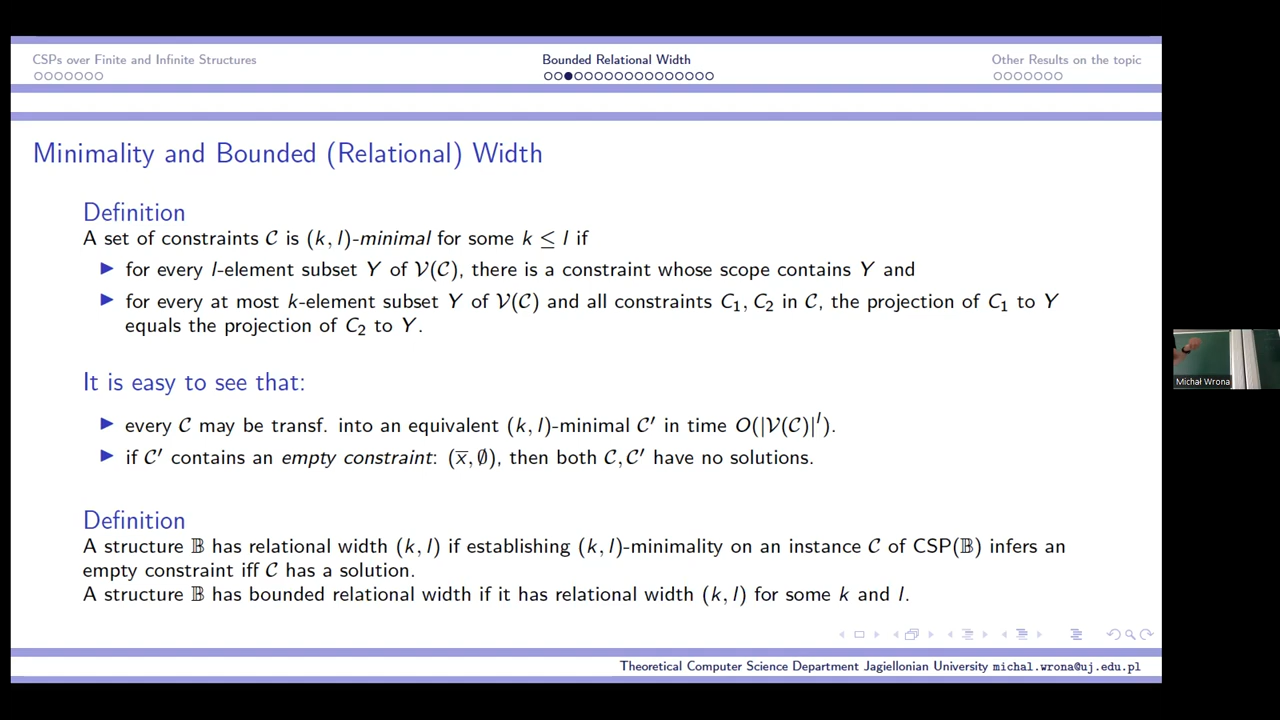 CSPs over Finite and Infinite Structures
Bounded Relational Width
Other Results on the topic
Minimality and Bounded (Relational) Width
Definition
A set of constraints 𝒞 is (k, l)-minimal for some k ≤ l if
▶ for every l-element subset Y of 𝒱(𝒞), there is a constraint whose scope contains Y and
▶ for every at most k-element subset Y of 𝒱(𝒞) and all constraints C₁, C₂ in 𝒞, the projection of C₁ to Y
equals the projection of C₂ to Y.
It is easy to see that:
▶ every 𝒞 may be transf. into an equivalent (k, l)-minimal 𝒞′ in time O(|𝒱(𝒞)|ˡ).
▶ if 𝒞′ contains an empty constraint: (x̅, ∅), then both 𝒞, 𝒞′ have no solutions.
Definition
A structure 𝔹 has relational width (k, l) if establishing (k, l)-minimality on an instance 𝒞 of CSP(𝔹) infers an
empty constraint iff 𝒞 has a solution.
A structure 𝔹 has bounded relational width if it has relational width (k, l) for some k and l.
Theoretical Computer Science Department Jagiellonian University michal.wrona@uj.edu.pl
Michał Wrona